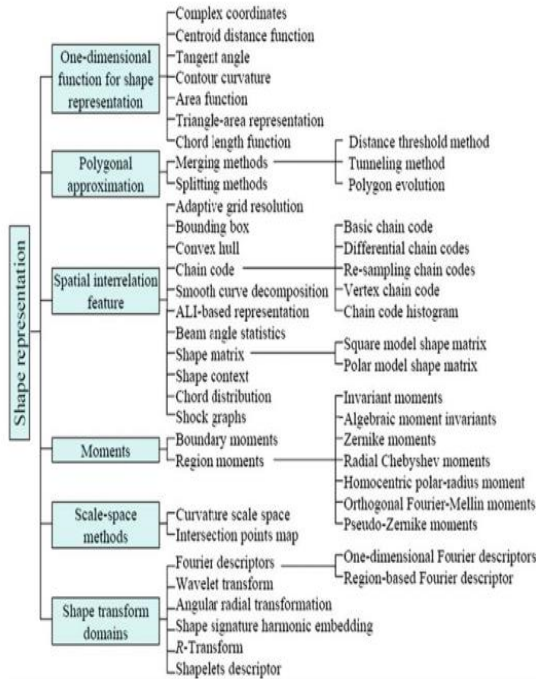 Shape representation
One-dimensional
function for shape
representation
Complex coordinates
Centroid distance function
Tangent angle
Contour curvature
Area function
Triangle-area representation
Chord length function
Polygonal
approximation
Merging methods
Distance threshold method
Tunneling method
Polygon evolution
Splitting methods
Spatial interrelation
feature
Adaptive grid resolution
Bounding box
Convex hull
Chain code
Basic chain code
Differential chain codes
Re-sampling chain codes
Vertex chain code
Chain code histogram
Smooth curve decomposition
ALI-based representation
Beam angle statistics
Shape matrix
Square model shape matrix
Polar model shape matrix
Shape context
Chord distribution
Shock graphs
Moments
Boundary moments
Region moments
Invariant moments
Algebraic moment invariants
Zernike moments
Radial Chebyshev moments
Homocentric polar-radius moment
Orthogonal Fourier-Mellin moments
Pseudo-Zernike moments
Scale-space
methods
Curvature scale space
Intersection points map
Shape transform
domains
Fourier descriptors
One-dimensional Fourier descriptors
Region-based Fourier descriptor
Wavelet transform
Angular radial transformation
Shape signature harmonic embedding
R-Transform
Shapelets descriptor